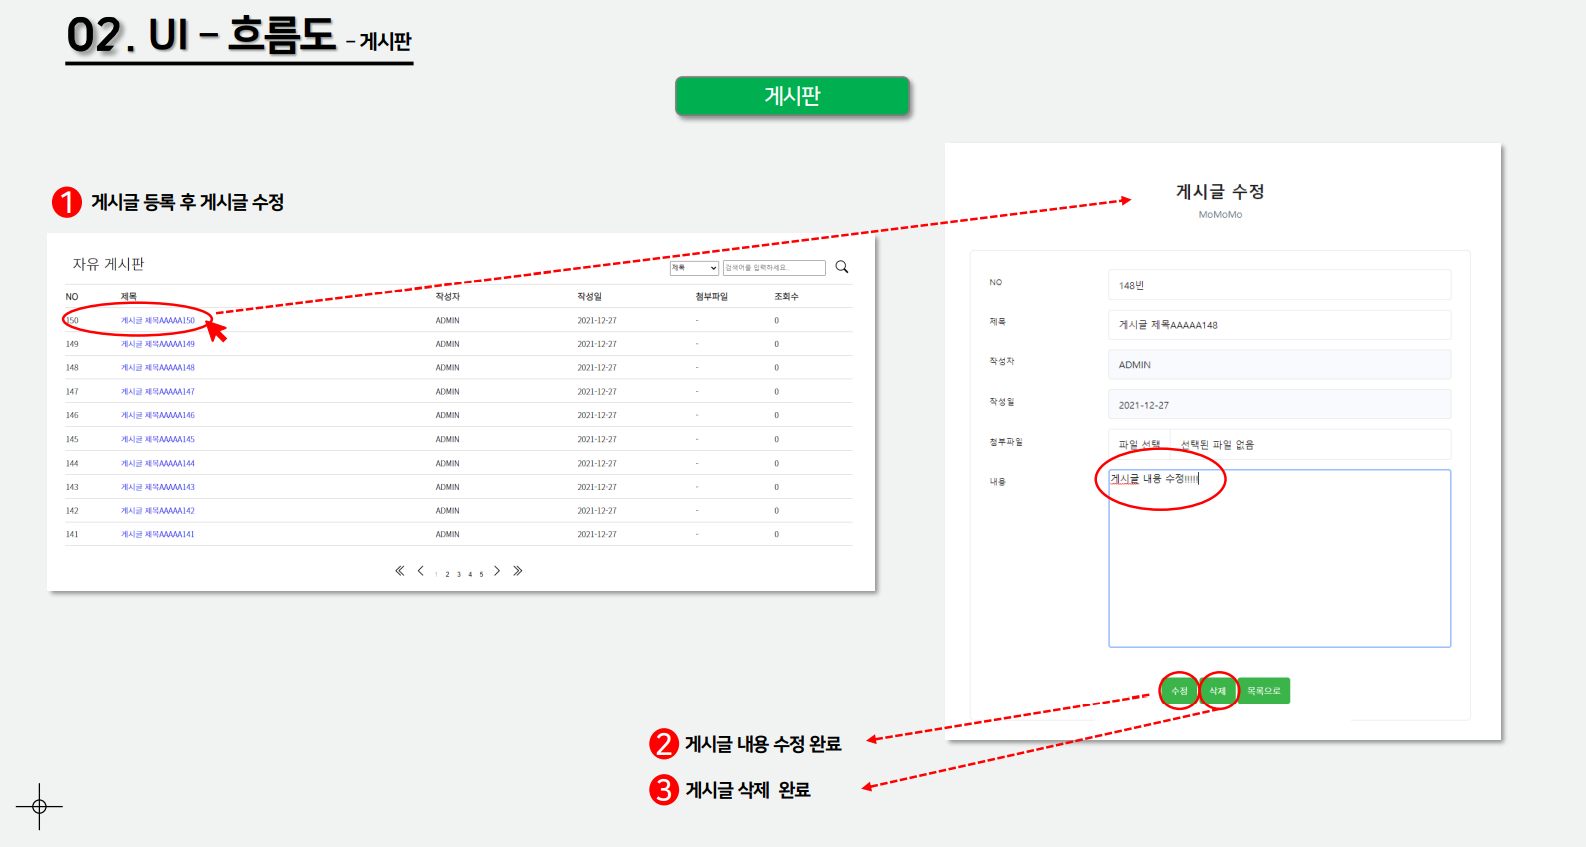 02. UI - 흐름도 - 게시판
게시판
1 게시글 등록 후 게시글 수정
자유 게시판
제목 검색어를 입력하세요..
NO 제목 작성자 작성일 첨부파일 조회수
150 게시글 제목AAAAA150 ADMIN 2021-12-27 - 0
149 게시글 제목AAAAA149 ADMIN 2021-12-27 - 0
148 게시글 제목AAAAA148 ADMIN 2021-12-27 - 0
147 게시글 제목AAAAA147 ADMIN 2021-12-27 - 0
146 게시글 제목AAAAA146 ADMIN 2021-12-27 - 0
145 게시글 제목AAAAA145 ADMIN 2021-12-27 - 0
144 게시글 제목AAAAA144 ADMIN 2021-12-27 - 0
143 게시글 제목AAAAA143 ADMIN 2021-12-27 - 0
142 게시글 제목AAAAA142 ADMIN 2021-12-27 - 0
141 게시글 제목AAAAA141 ADMIN 2021-12-27 - 0
1 2 3 4 5
게시글 수정
MoMoMo
NO 148번
제목 게시글 제목AAAAA148
작성자 ADMIN
작성일 2021-12-27
첨부파일 파일 선택 선택된 파일 없음
내용 게시글 내용 수정!!!!!
수정 삭제 목록으로
2 게시글 내용 수정 완료
3 게시글 삭제 완료